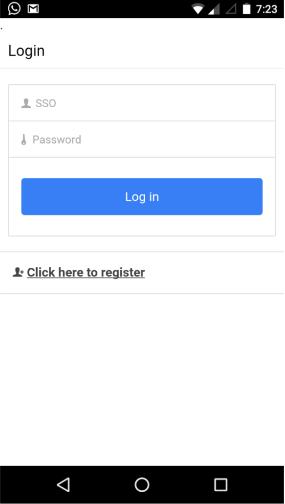 7:23
.
Login
SSO
Password
Log in
Click here to register